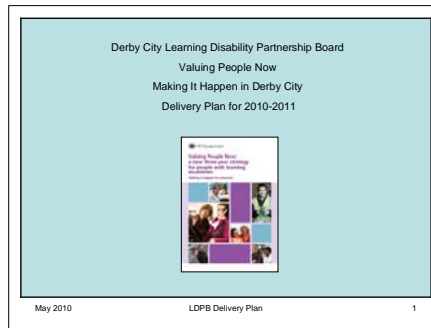 Derby City Learning Disability Partnership Board
Valuing People Now
Making It Happen in Derby City
Delivery Plan for 2010-2011
Valuing People Now:
a new three-year strategy
for people with learning
disabilities
May 2010
LDPB Delivery Plan
1